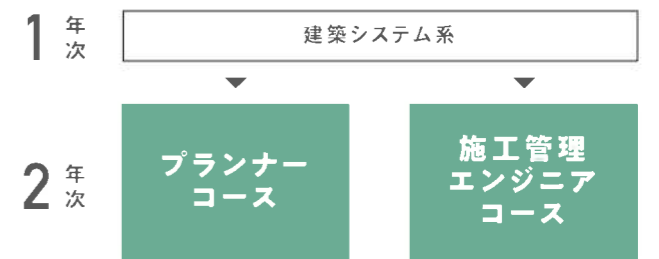 1年次
建築システム系
2年次
プランナー
コース
施工管理
エンジニア
コース